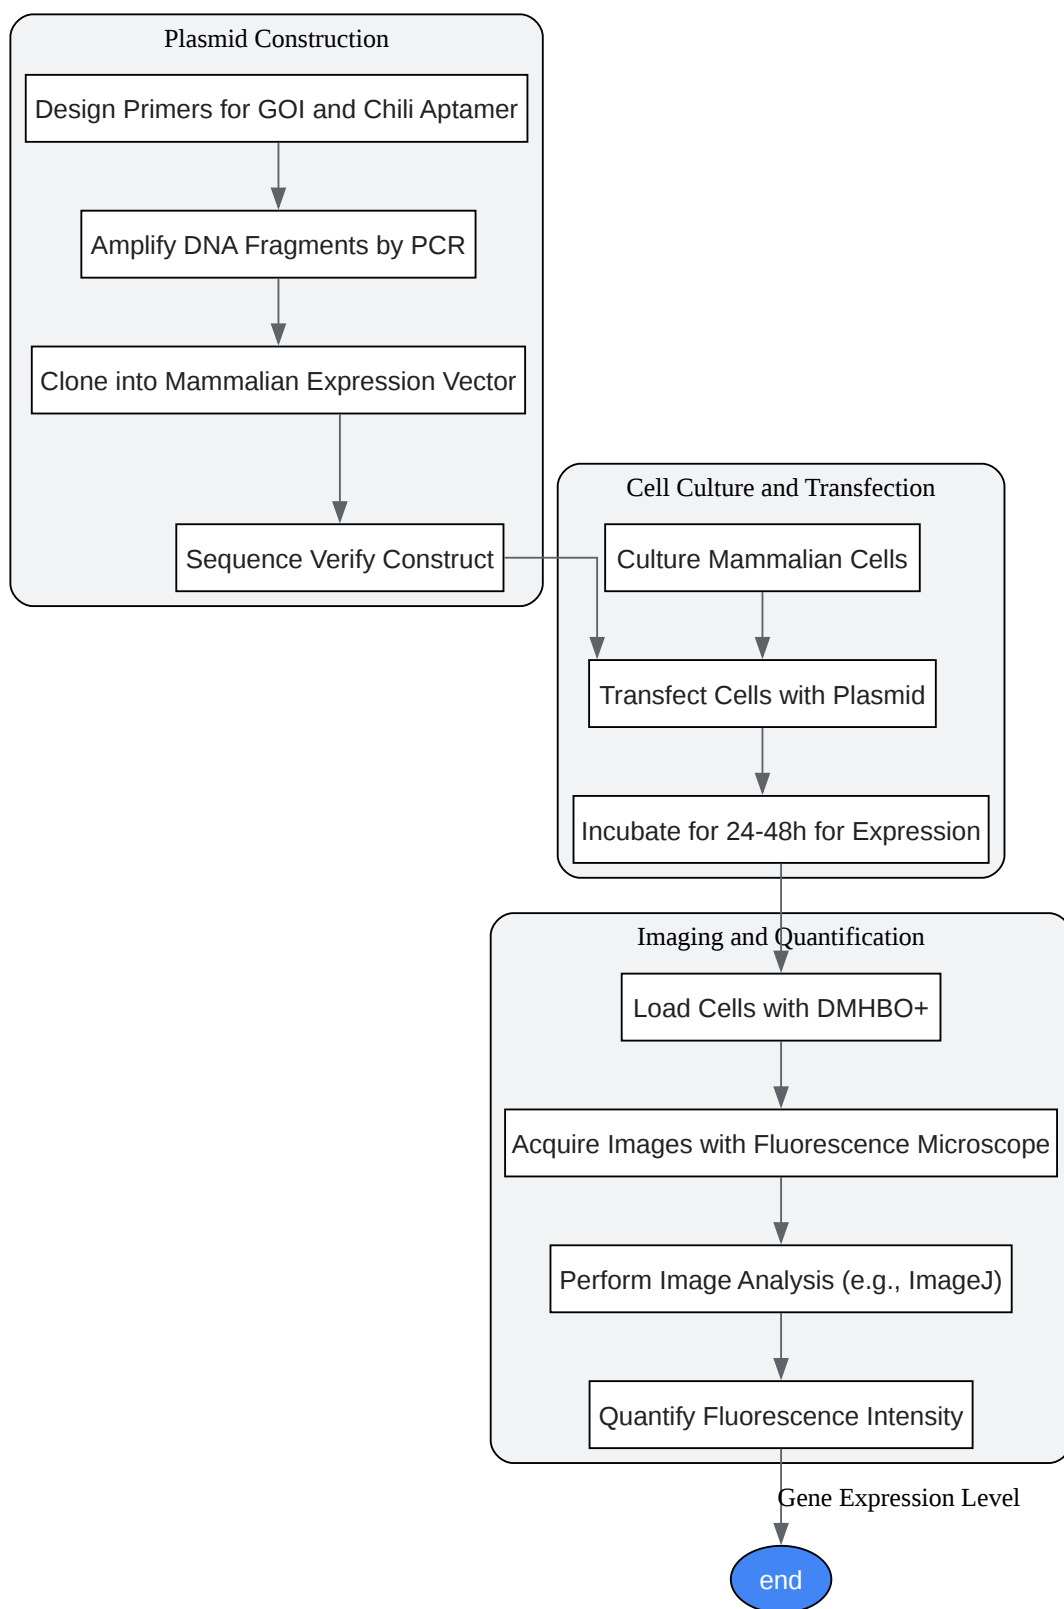 Plasmid Construction
Design Primers for GOI and Chili Aptamer
Amplify DNA Fragments by PCR
Clone into Mammalian Expression Vector
Sequence Verify Construct
Cell Culture and Transfection
Culture Mammalian Cells
Transfect Cells with Plasmid
Incubate for 24-48h for Expression
Imaging and Quantification
Load Cells with DMHBO+
Acquire Images with Fluorescence Microscope
Perform Image Analysis (e.g., ImageJ)
Quantify Fluorescence Intensity
Gene Expression Level
end